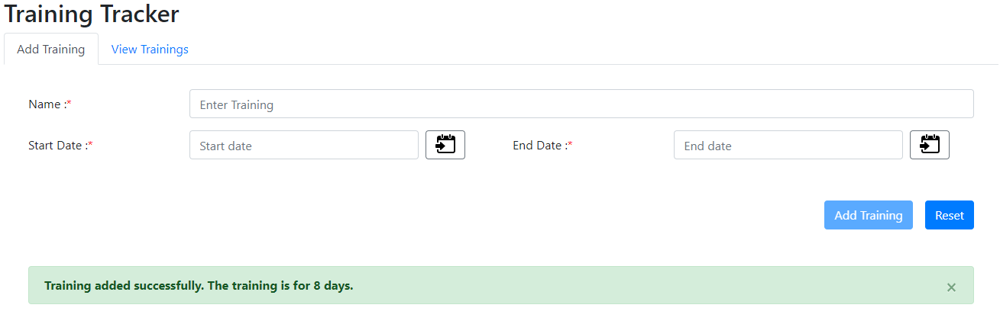 Training Tracker
Add Training View Trainings
Name :* Enter Training
Start Date :* Start date End Date :* End date
Add Training Reset
Training added successfully. The training is for 8 days. ×